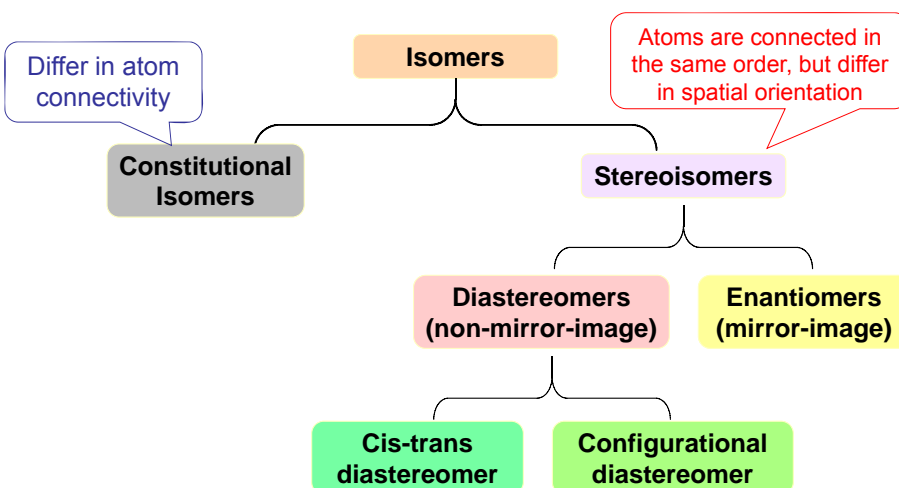 Isomers
Differ in atom
connectivity
Atoms are connected in
the same order, but differ
in spatial orientation
Constitutional
Isomers
Stereoisomers
Diastereomers
(non-mirror-image)
Enantiomers
(mirror-image)
Cis-trans
diastereomer
Configurational
diastereomer